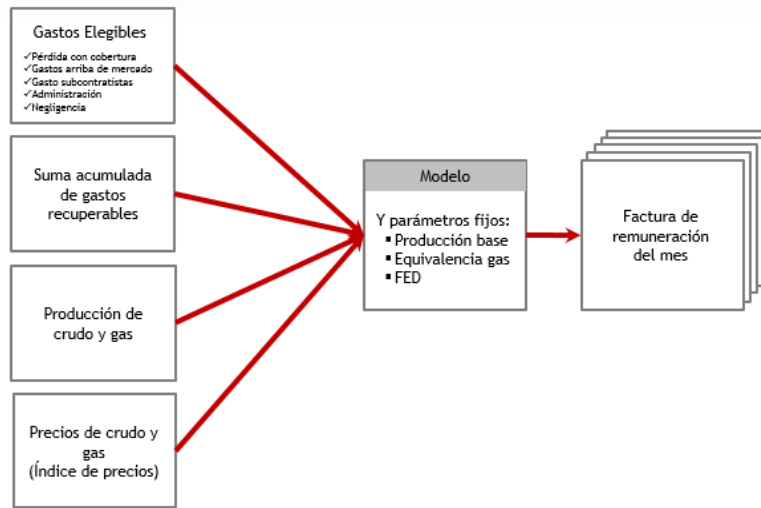 Gastos Elegibles
✓Pérdida con cobertura
✓Gastos arriba de mercado
✓Gasto subcontratistas
✓Administración
✓Negligencia
Suma acumulada
de gastos
recuperables
Producción de
crudo y gas
Precios de crudo y
gas
(Índice de precios)
Modelo
Y parámetros fijos:
▪ Producción base
▪ Equivalencia gas
▪ FED
Factura de
remuneración
del mes